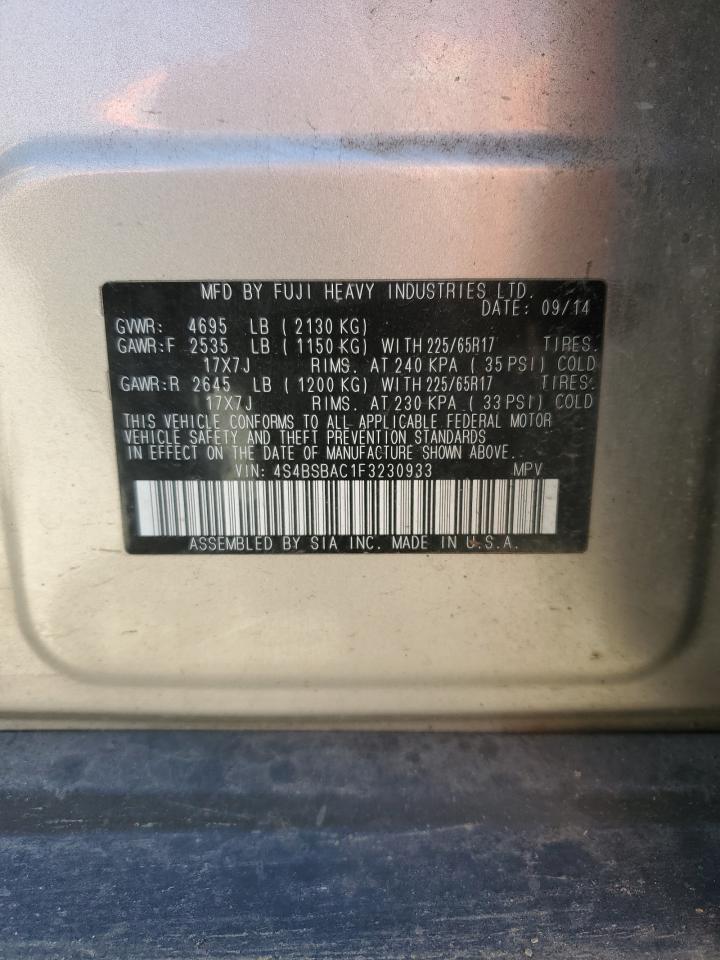 MFD BY FUJI HEAVY INDUSTRIES LTD.
DATE: 09/14
GVWR: 4695 LB ( 2130 KG)
GAWR:F 2535 LB ( 1150 KG) WITH 225/65R17 TIRES.
17X7J RIMS. AT 240 KPA ( 35 PSI) COLD
GAWR:R 2645 LB ( 1200 KG) WITH 225/65R17 TIRES.
17X7J RIMS. AT 230 KPA ( 33 PSI) COLD
THIS VEHICLE CONFORMS TO ALL APPLICABLE FEDERAL MOTOR
VEHICLE SAFETY AND THEFT PREVENTION STANDARDS
IN EFFECT ON THE DATE OF MANUFACTURE SHOWN ABOVE.
VIN: 4S4BSBAC1F3230933 MPV
ASSEMBLED BY SIA INC. MADE IN U.S.A.